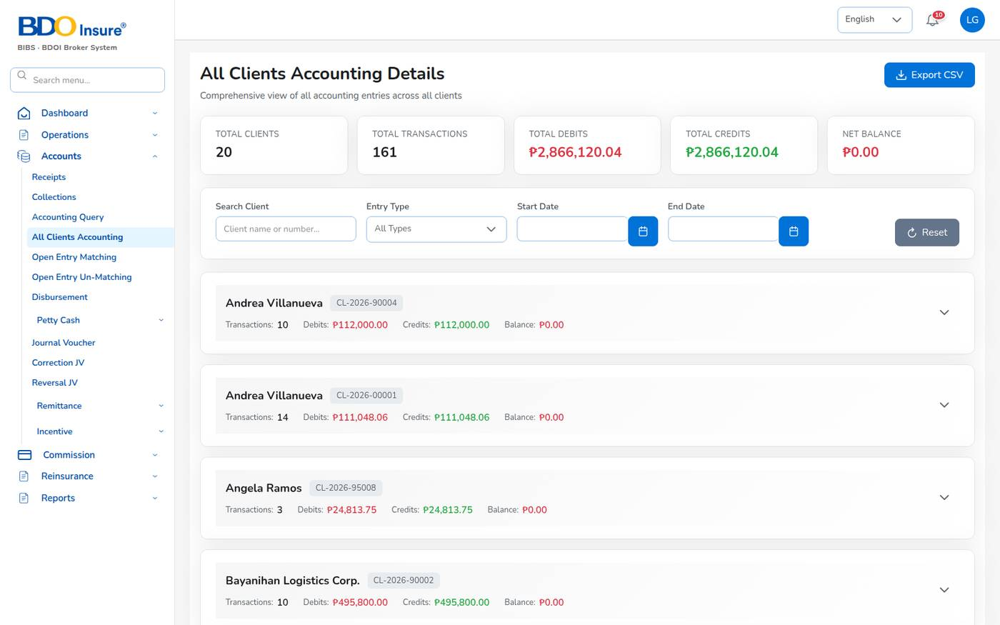 BDO Insure®
BIBS · BDOI Broker System
Search menu...
Dashboard
Operations
Accounts
Receipts
Collections
Accounting Query
All Clients Accounting
Open Entry Matching
Open Entry Un-Matching
Disbursement
Petty Cash
Journal Voucher
Correction JV
Reversal JV
Remittance
Incentive
Commission
Reinsurance
Reports
English
10
LG
All Clients Accounting Details
Export CSV
Comprehensive view of all accounting entries across all clients
TOTAL CLIENTS
20
TOTAL TRANSACTIONS
161
TOTAL DEBITS
₱2,866,120.04
TOTAL CREDITS
₱2,866,120.04
NET BALANCE
₱0.00
Search Client
Client name or number...
Entry Type
All Types
Start Date
End Date
Reset
Andrea Villanueva CL-2026-90004
Transactions: 10 Debits: ₱112,000.00 Credits: ₱112,000.00 Balance: ₱0.00
Andrea Villanueva CL-2026-00001
Transactions: 14 Debits: ₱111,048.06 Credits: ₱111,048.06 Balance: ₱0.00
Angela Ramos CL-2026-95008
Transactions: 3 Debits: ₱24,813.75 Credits: ₱24,813.75 Balance: ₱0.00
Bayanihan Logistics Corp. CL-2026-90002
Transactions: 10 Debits: ₱495,800.00 Credits: ₱495,800.00 Balance: ₱0.00